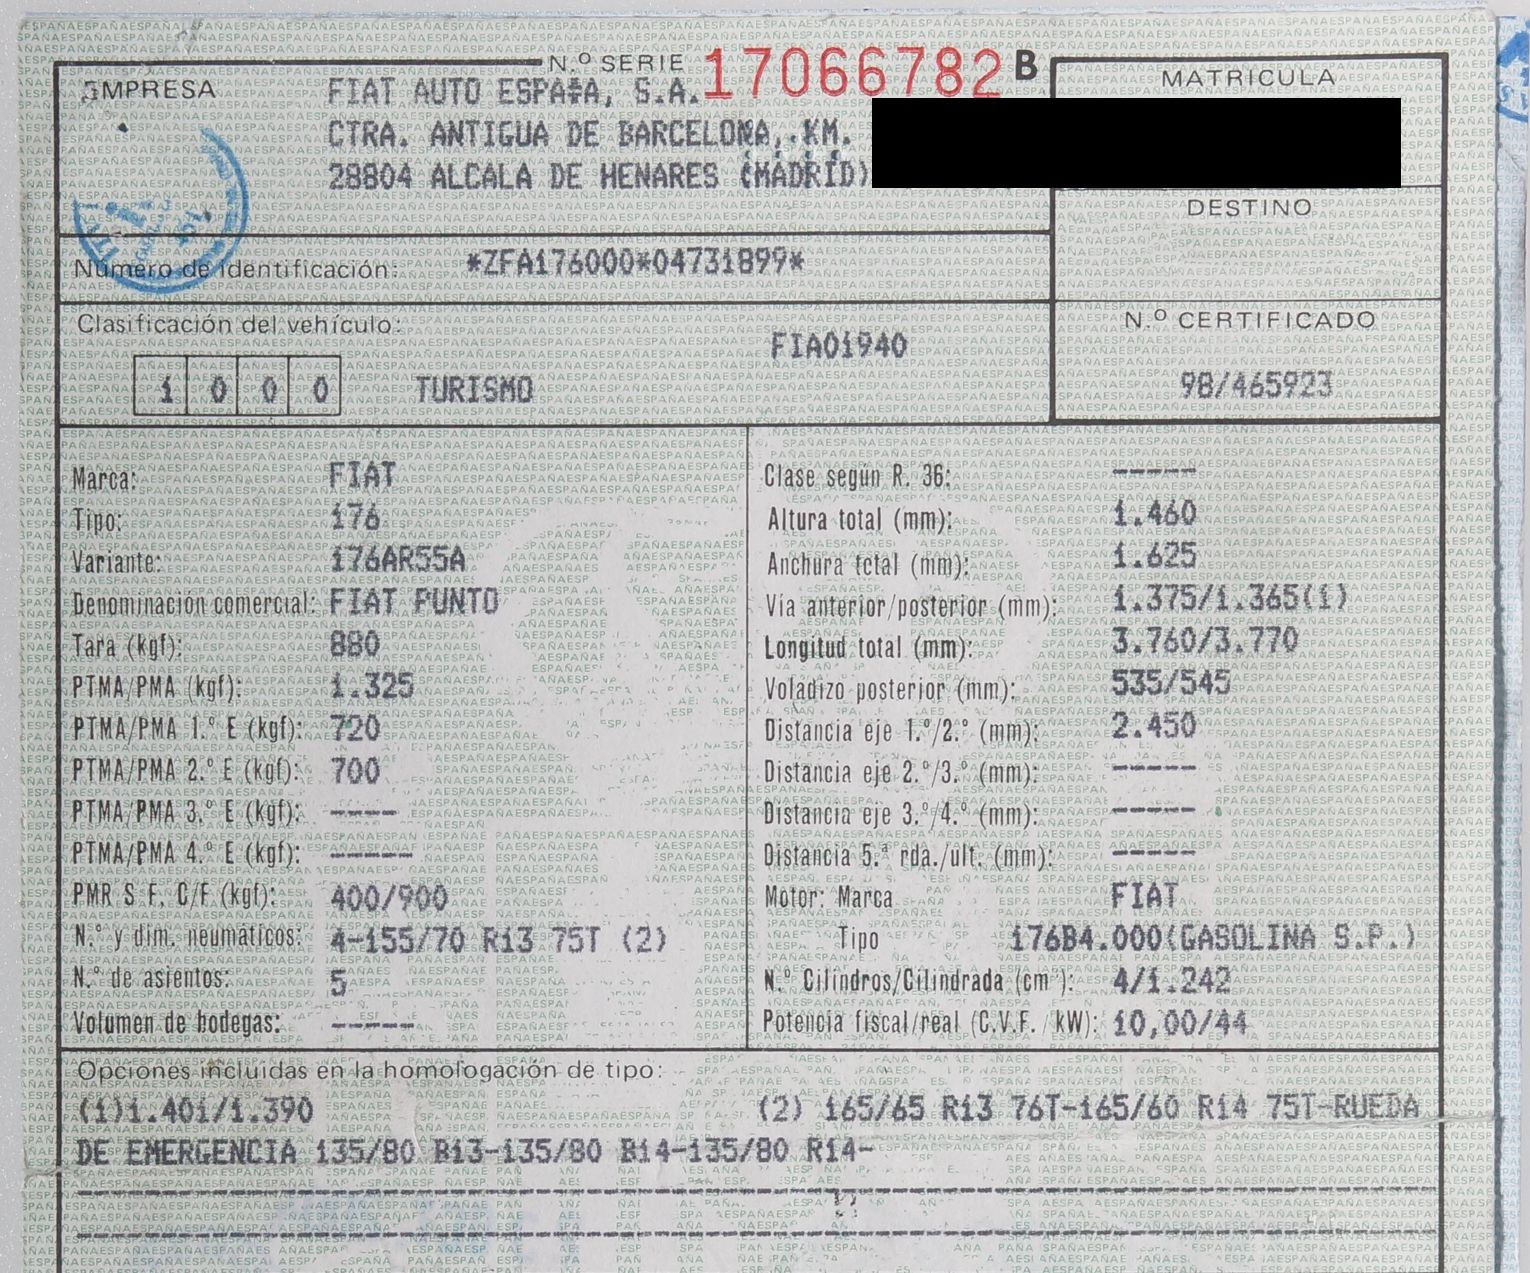 N.º SERIE 17066782 B
EMPRESA FIAT AUTO ESPAÑA, S.A.
CTRA. ANTIGUA DE BARCELONA, KM.
28804 ALCALA DE HENARES (MADRID)
MATRICULA
DESTINO
Número de identificación: *ZFA176000*04731899*
Clasificación del vehículo:
FIA01940
1 0 0 0 TURISMO
N.º CERTIFICADO
98/465923
Marca: FIAT
Tipo: 176
Variante: 176AR55A
Denominación comercial: FIAT PUNTO
Tara (kgf): 880
PTMA/PMA (kgf): 1.325
PTMA/PMA 1.º E (kgf): 720
PTMA/PMA 2.º E (kgf): 700
PTMA/PMA 3.º E (kgf): ----
PTMA/PMA 4.º E (kgf): -----
PMR S F. C/F (kgf): 400/900
N.º y dim. neumáticos: 4-155/70 R13 75T (2)
N.º de asientos: 5
Volumen de bodegas: -----
Clase según R. 36: -----
Altura total (mm): 1.460
Anchura total (mm): 1.625
Vía anterior/posterior (mm): 1.375/1.365(1)
Longitud total (mm): 3.760/3.770
Voladizo posterior (mm): 535/545
Distancia eje 1.º/2.º (mm): 2.450
Distancia eje 2.º/3.º (mm): -----
Distancia eje 3.º/4.º (mm): -----
Distancia 5.ª rda./ult. (mm): -----
Motor: Marca FIAT
Tipo 176B4.000(GASOLINA S.P.)
N.º Cilindros/Cilindrada (cm³): 4/1.242
Potencia fiscal/real (C.V.F./kW): 10,00/44
Opciones incluidas en la homologación de tipo:
(1)1.401/1.390 (2) 165/65 R13 76T-165/60 R14 75T-RUEDA
DE EMERGENCIA 135/80 B13-135/80 B14-135/80 R14-